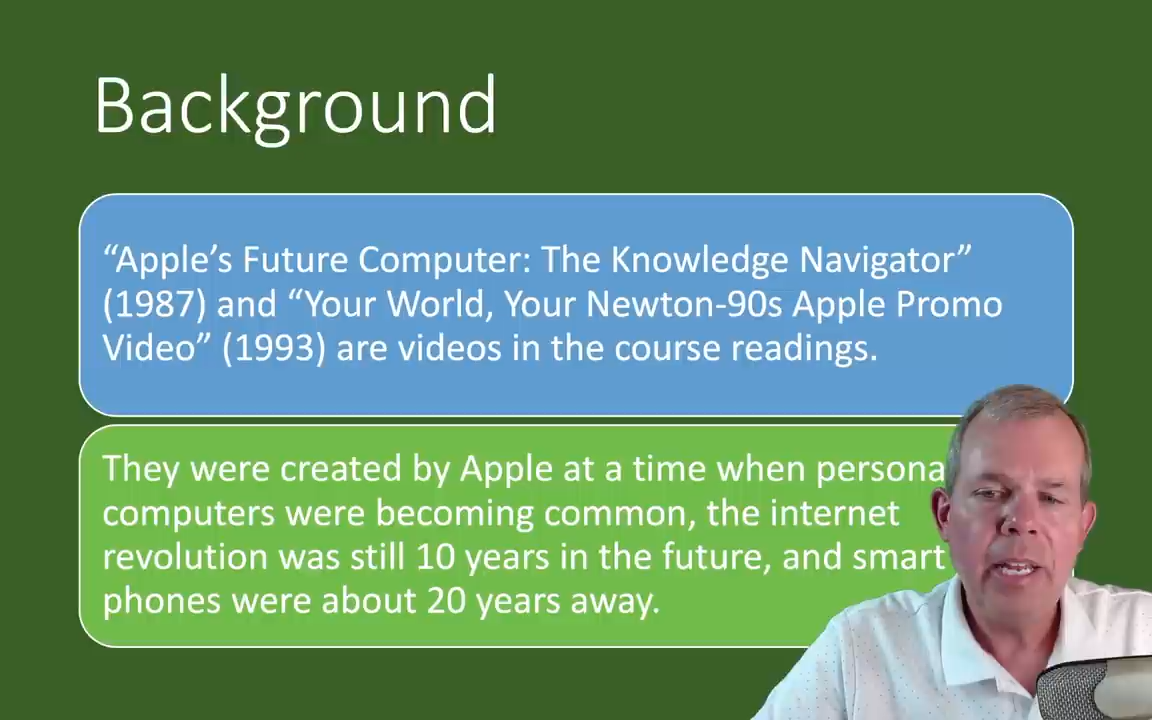 Background
“Apple’s Future Computer: The Knowledge Navigator”
(1987) and “Your World, Your Newton-90s Apple Promo
Video” (1993) are videos in the course readings.
They were created by Apple at a time when persona
computers were becoming common, the internet
revolution was still 10 years in the future, and smart
phones were about 20 years away.